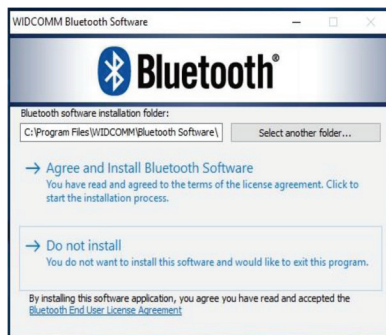 WIDCOMM Bluetooth Software
Bluetooth®
Bluetooth software installation folder:
C:\Program Files\WIDCOMM\Bluetooth Software\
Select another folder...
→ Agree and Install Bluetooth Software
You have read and agreed to the terms of the license agreement. Click to
start the installation process.
→ Do not install
You do not want to install this software and would like to exit this program.
By installing this software application, you agree you have read and accepted the
Bluetooth End User License Agreement